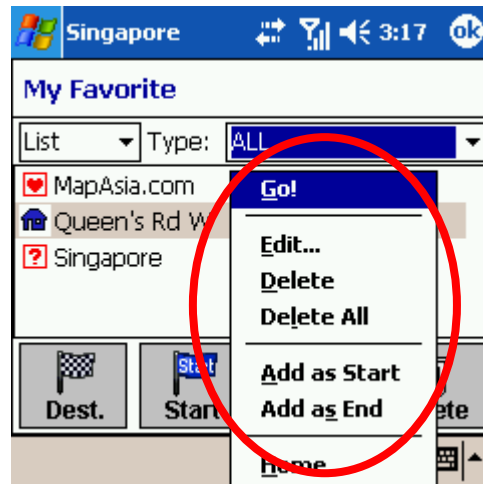 Singapore 3:17 ok
My Favorite
List Type: ALL
MapAsia.com
Queen's Rd W
Singapore
Go!
Edit...
Delete
Delete All
Add as Start
Add as End
Home
Start
Dest. Start ete